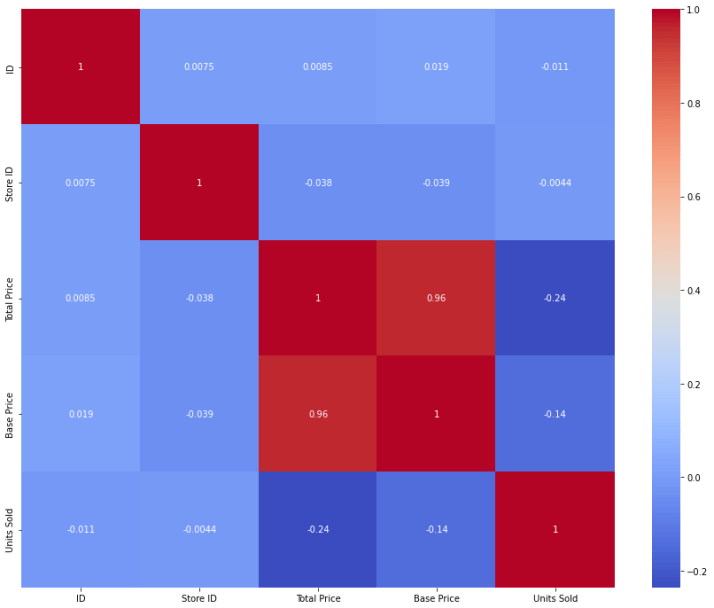 ID 1 0.0075 0.0085 0.019 -0.011
Store ID 0.0075 1 -0.038 -0.039 -0.0044
Total Price 0.0085 -0.038 1 0.96 -0.24
Base Price 0.019 -0.039 0.96 1 -0.14
Units Sold -0.011 -0.0044 -0.24 -0.14 1
ID Store ID Total Price Base Price Units Sold
1.0
0.8
0.6
0.4
0.2
0.0
-0.2